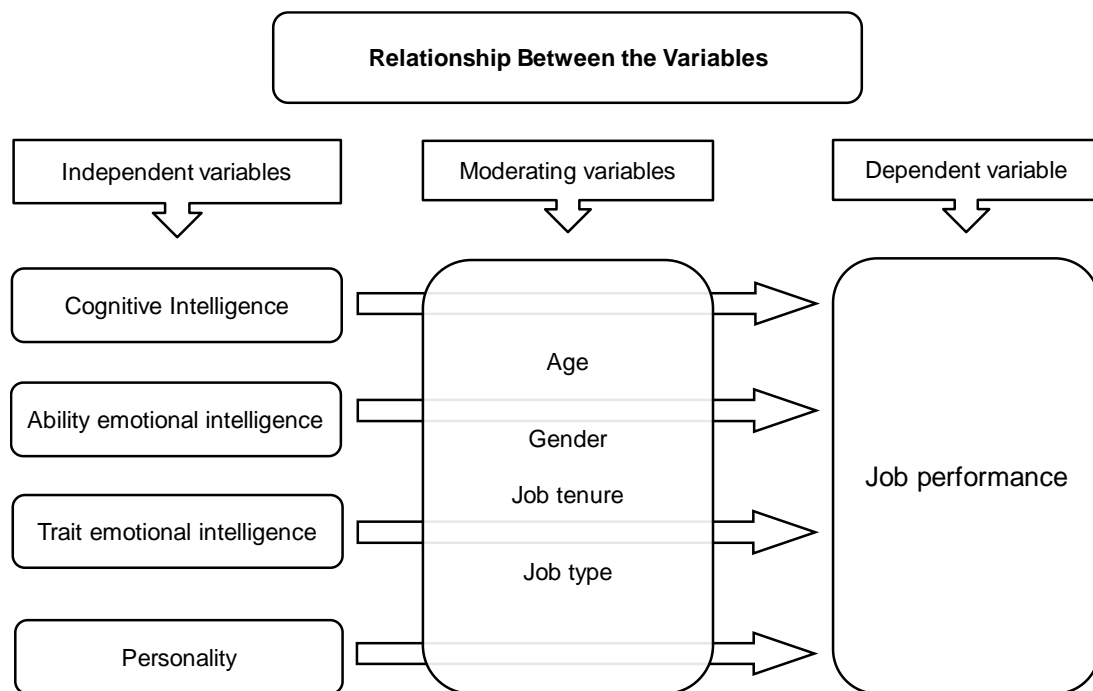 Relationship Between the Variables
Independent variables
Moderating variables
Dependent variable
Cognitive Intelligence
Ability emotional intelligence
Trait emotional intelligence
Personality
Age
Gender
Job tenure
Job type
Job performance